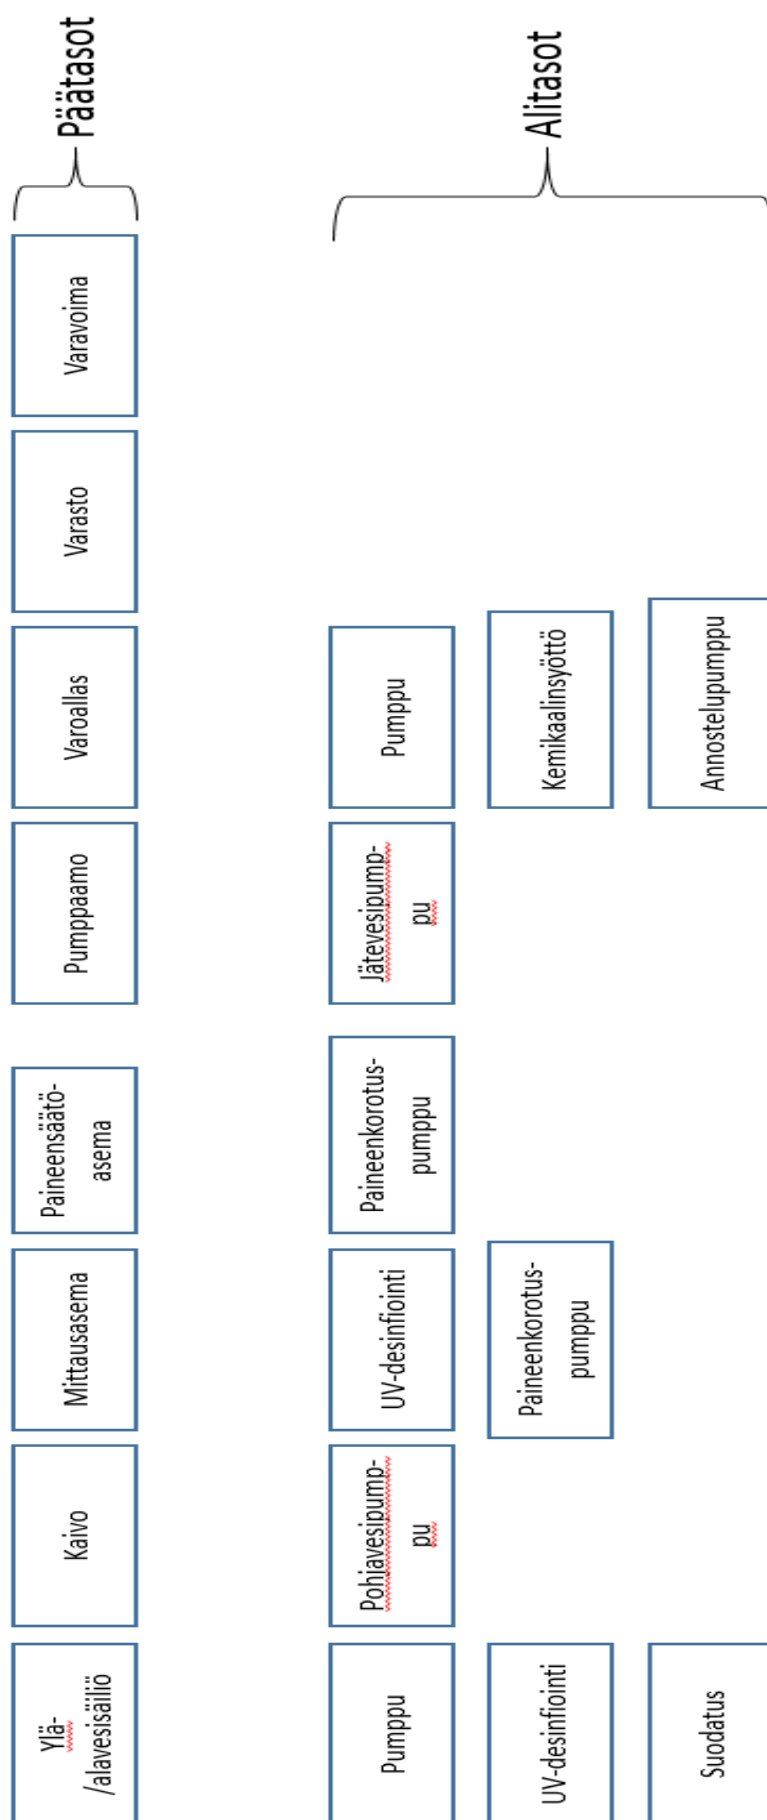 Ylä-
/alavesisäiliö
Kaivo
Mittausasema
Paineensäätö-
asema
Pumppaamo
Varoallas
Varasto
Varavoima
Päätasot
Pumppu
Pohjavesipump-
pu
UV-desinfiointi
Paineenkorotus-
pumppu
Jätevesipump-
pu
Pumppu
UV-desinfiointi
Paineenkorotus-
pumppu
Kemikaalinsyöttö
Alitasot
Suodatus
Annostelupumppu